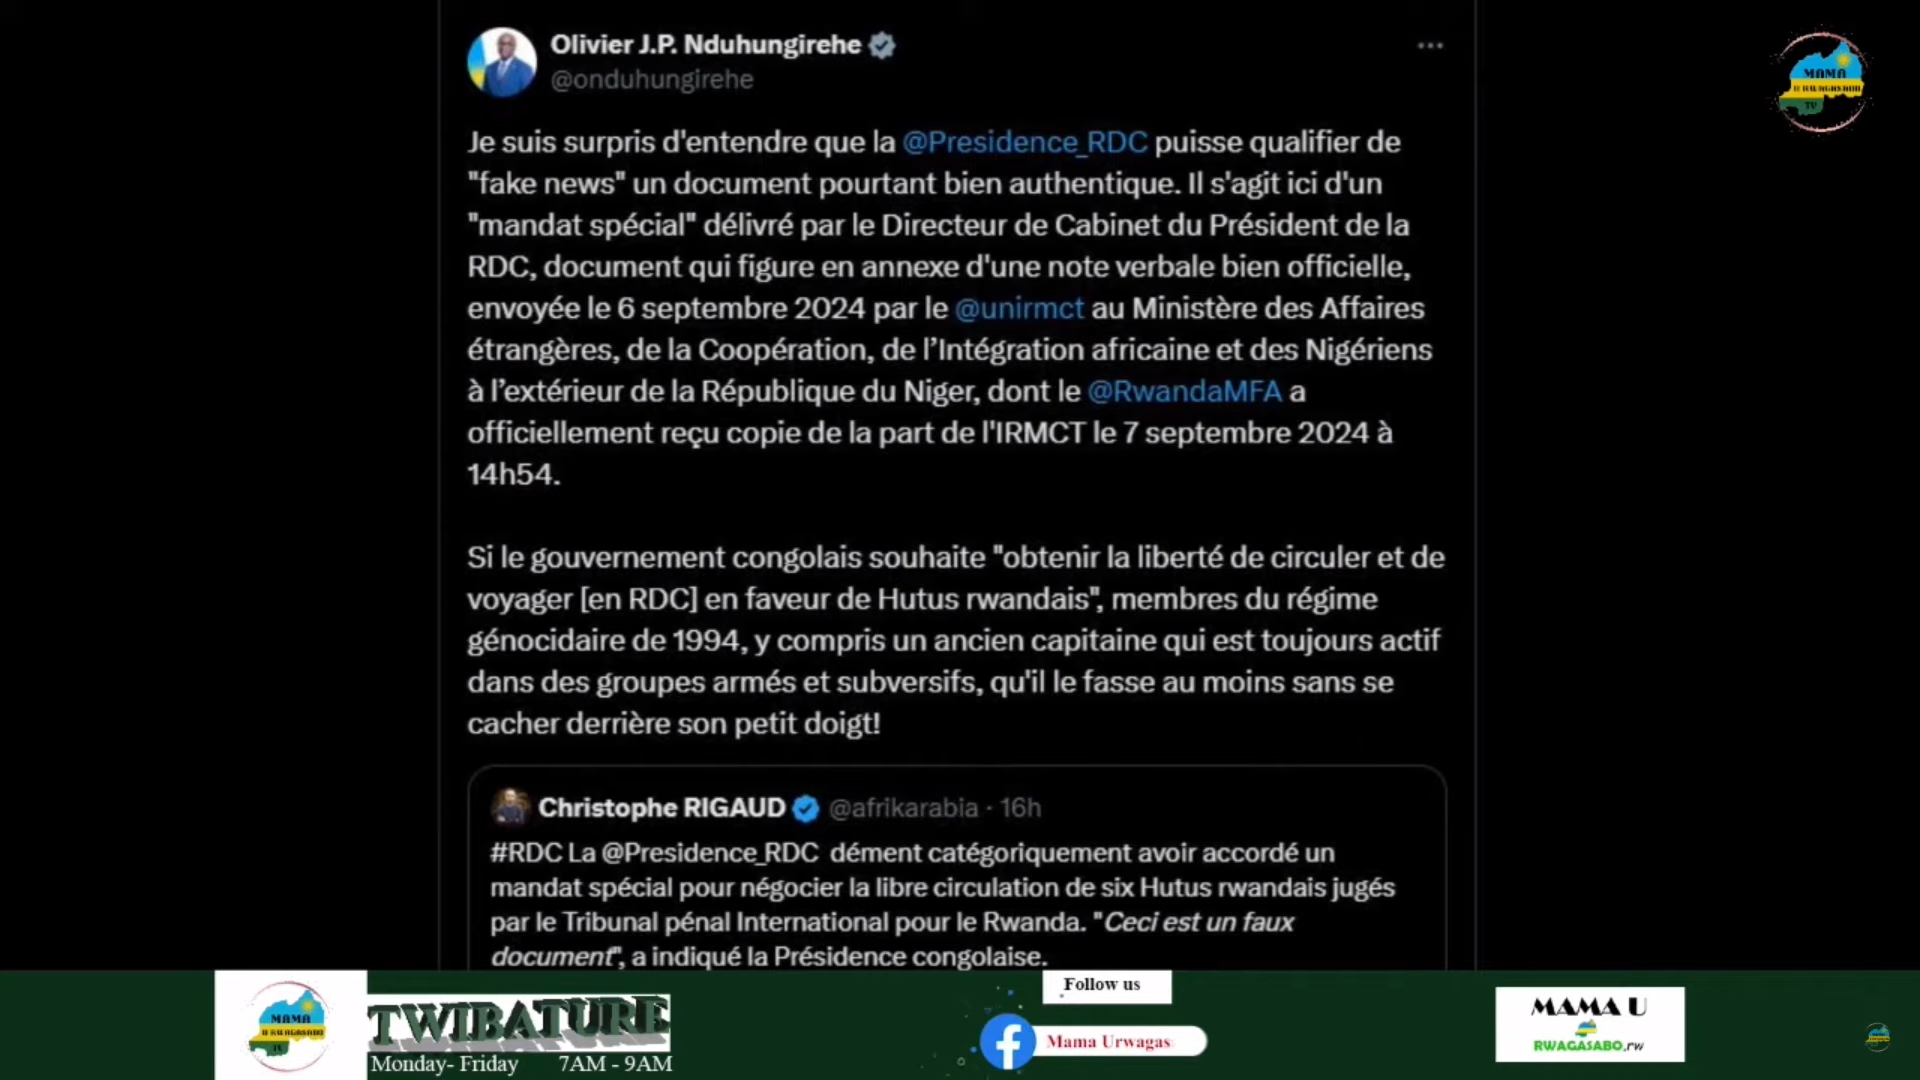 Olivier J.P. Nduhungirehe
@onduhungirehe
MAMA
URWAGASABO
TV
Je suis surpris d'entendre que la @Presidence_RDC puisse qualifier de
"fake news" un document pourtant bien authentique. Il s'agit ici d'un
"mandat spécial" délivré par le Directeur de Cabinet du Président de la
RDC, document qui figure en annexe d'une note verbale bien officielle,
envoyée le 6 septembre 2024 par le @unirmct au Ministère des Affaires
étrangères, de la Coopération, de l’Intégration africaine et des Nigériens
à l’extérieur de la République du Niger, dont le @RwandaMFA a
officiellement reçu copie de la part de l'IRMCT le 7 septembre 2024 à
14h54.
Si le gouvernement congolais souhaite "obtenir la liberté de circuler et de
voyager [en RDC] en faveur de Hutus rwandais", membres du régime
génocidaire de 1994, y compris un ancien capitaine qui est toujours actif
dans des groupes armés et subversifs, qu'il le fasse au moins sans se
cacher derrière son petit doigt!
Christophe RIGAUD @afrikarabia · 16h
#RDC La @Presidence_RDC dément catégoriquement avoir accordé un
mandat spécial pour négocier la libre circulation de six Hutus rwandais jugés
par le Tribunal pénal International pour le Rwanda. "Ceci est un faux
document", a indiqué la Présidence congolaise.
MAMA
URWAGASABO
TV
TWIBATURE
Monday- Friday 7AM - 9AM
Follow us
Mama Urwagas
MAMA U
RWAGASABO.RW